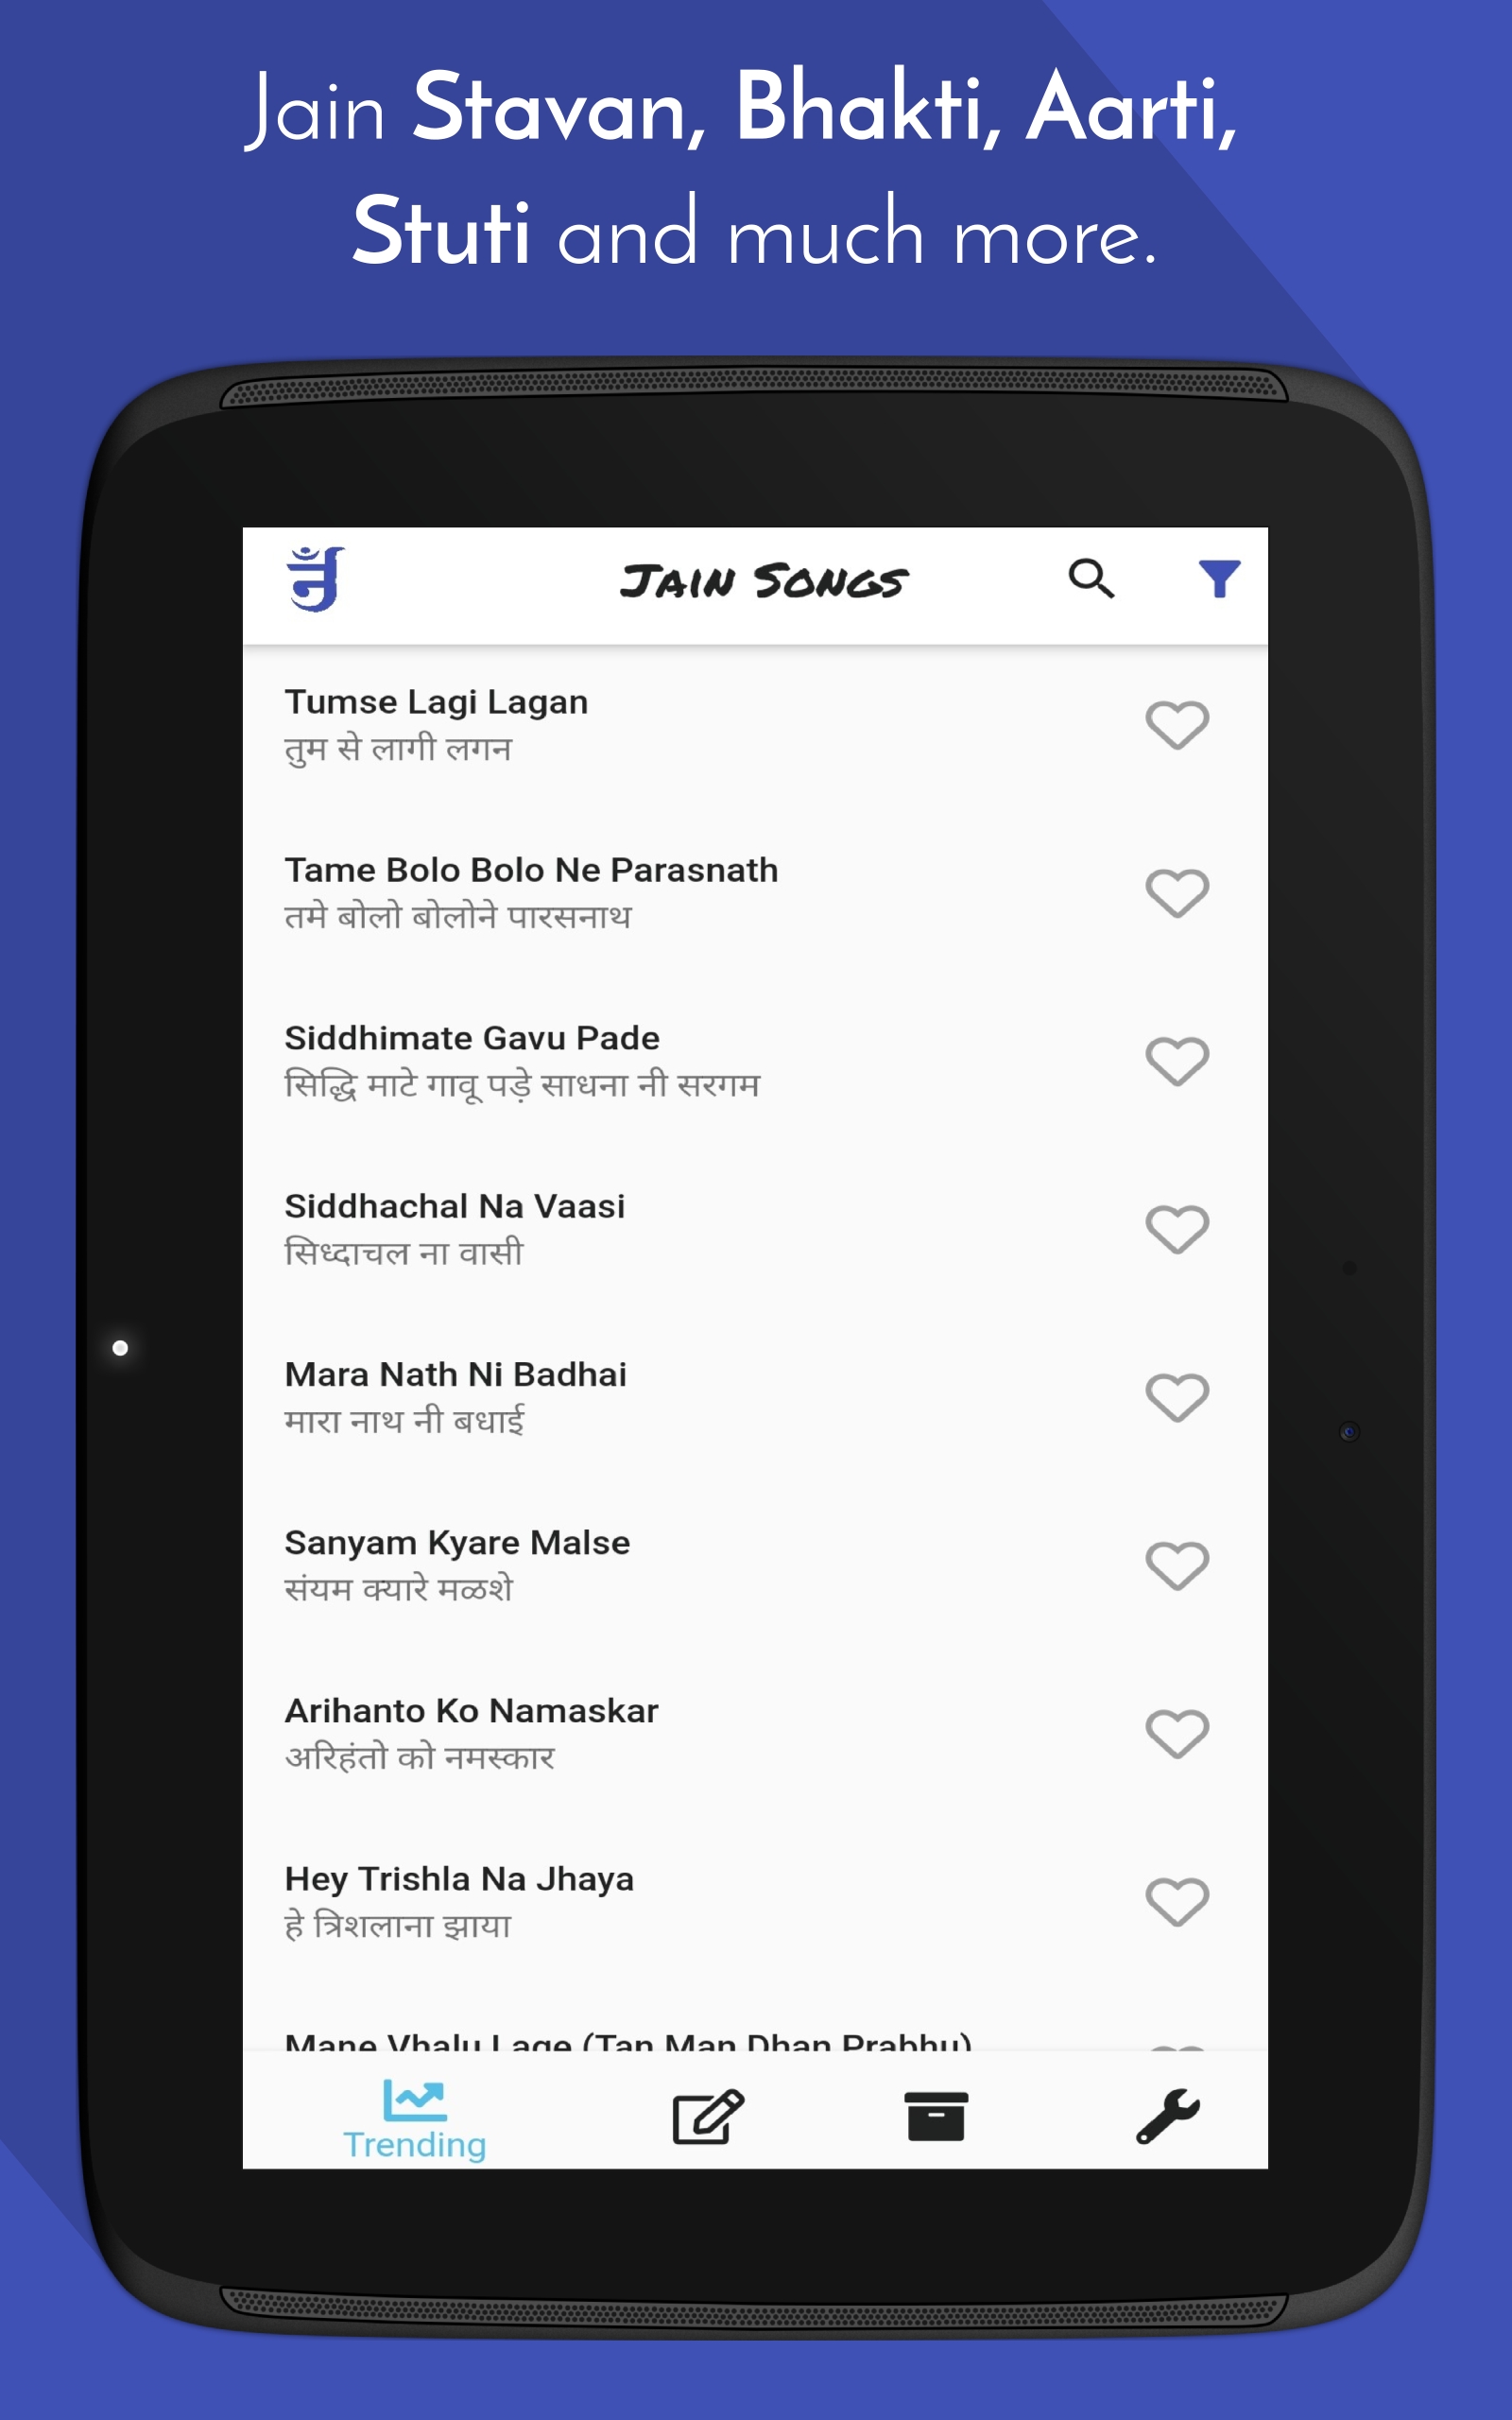 Jain Stavan, Bhakti, Aarti,
Stuti and much more.
JAIN SONGS
Tumse Lagi Lagan
तुम से लागी लगन
Tame Bolo Bolo Ne Parasnath
तमे बोलो बोलोने पारसनाथ
Siddhimate Gavu Pade
सिद्धि माटे गावू पड़े साधना नी सरगम
Siddhachal Na Vaasi
सिध्दाचल ना वासी
Mara Nath Ni Badhai
मारा नाथ नी बधाई
Sanyam Kyare Malse
संयम क्यारे मळशे
Arihanto Ko Namaskar
अरिहंतो को नमस्कार
Hey Trishla Na Jhaya
हे त्रिशलाना झाया
Mane Vhalu Lage (Tan Man Dhan Prabhu)
Trending